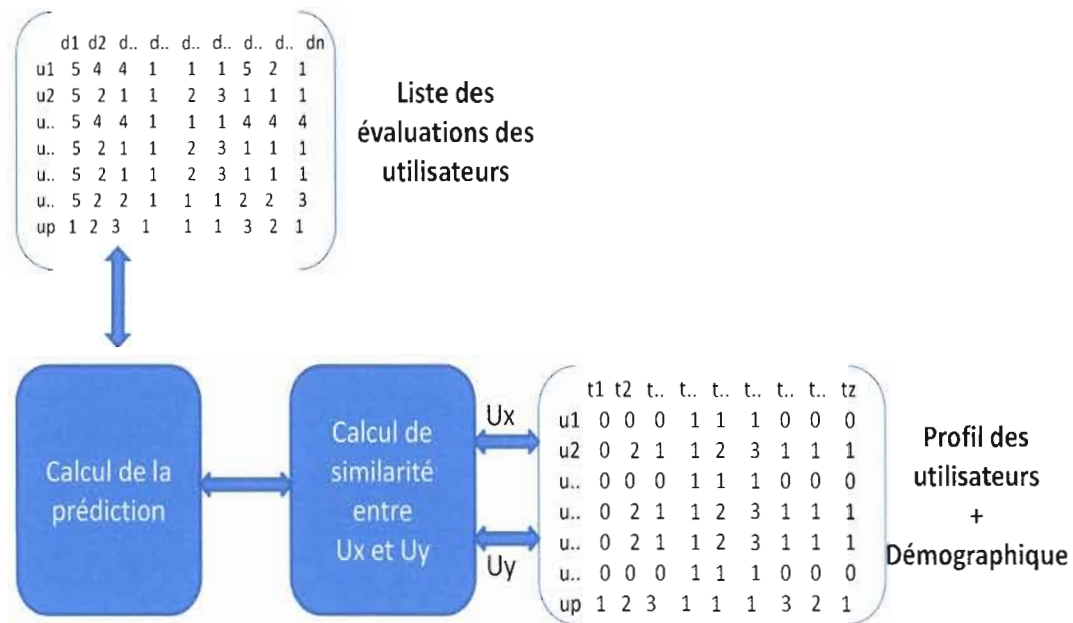 d1 d2 d.. d.. d.. d.. d.. d.. dn
u1 5 4 4 1 1 1 5 2 1
u2 5 2 1 1 2 3 1 1 1
u.. 5 4 4 1 1 1 4 4 4
u.. 5 2 1 1 2 3 1 1 1
u.. 5 2 1 1 2 3 1 1 1
u.. 5 2 2 1 1 1 2 2 3
up 1 2 3 1 1 1 3 2 1
Liste des
évaluations des
utilisateurs
Calcul de la
prédiction
Calcul de
similarité
entre
Ux et Uy
Ux
Uy
t1 t2 t.. t.. t.. t.. t.. t.. tz
u1 0 0 0 1 1 1 0 0 0
u2 0 2 1 1 2 3 1 1 1
u.. 0 0 0 1 1 1 0 0 0
u.. 0 2 1 1 2 3 1 1 1
u.. 0 2 1 1 2 3 1 1 1
u.. 0 0 0 1 1 1 0 0 0
up 1 2 3 1 1 1 3 2 1
Profil des
utilisateurs
+
Démographique